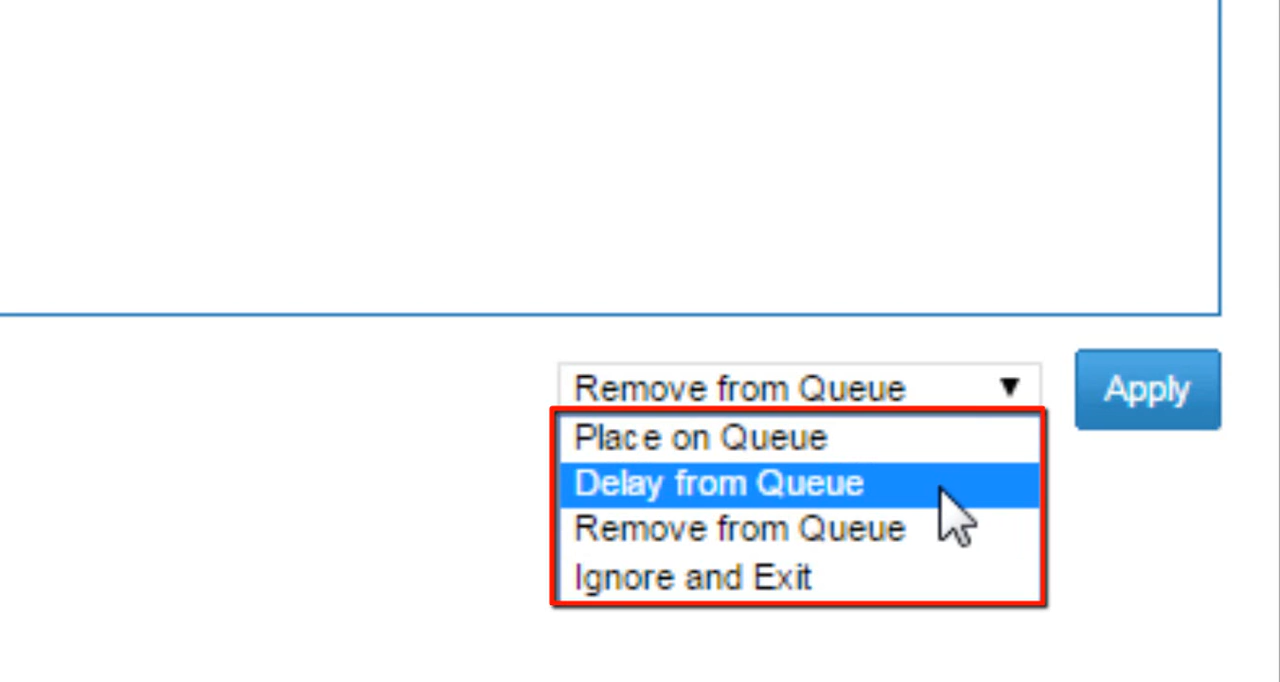 Remove from Queue ▼ Apply
Place on Queue
Delay from Queue
Remove from Queue
Ignore and Exit